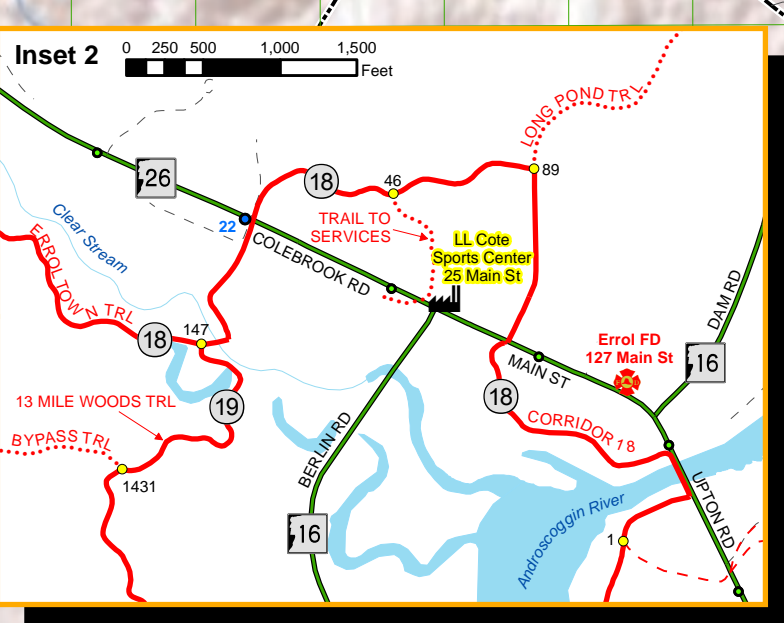 Inset 2
0 250 500 1,000 1,500
Feet
LONG POND TRL
26
18
46
89
22
TRAIL TO
SERVICES
LL Cote
Sports Center
25 Main St
Clear Stream
COLEBROOK RD
ERROL TOWN TRL
DAM RD
18
147
MAIN ST
Errol FD
127 Main St
16
18
13 MILE WOODS TRL
19
CORRIDOR 18
BYPASS TRL
BERLIN RD
1431
UPTON RD
Androscoggin River
16
1